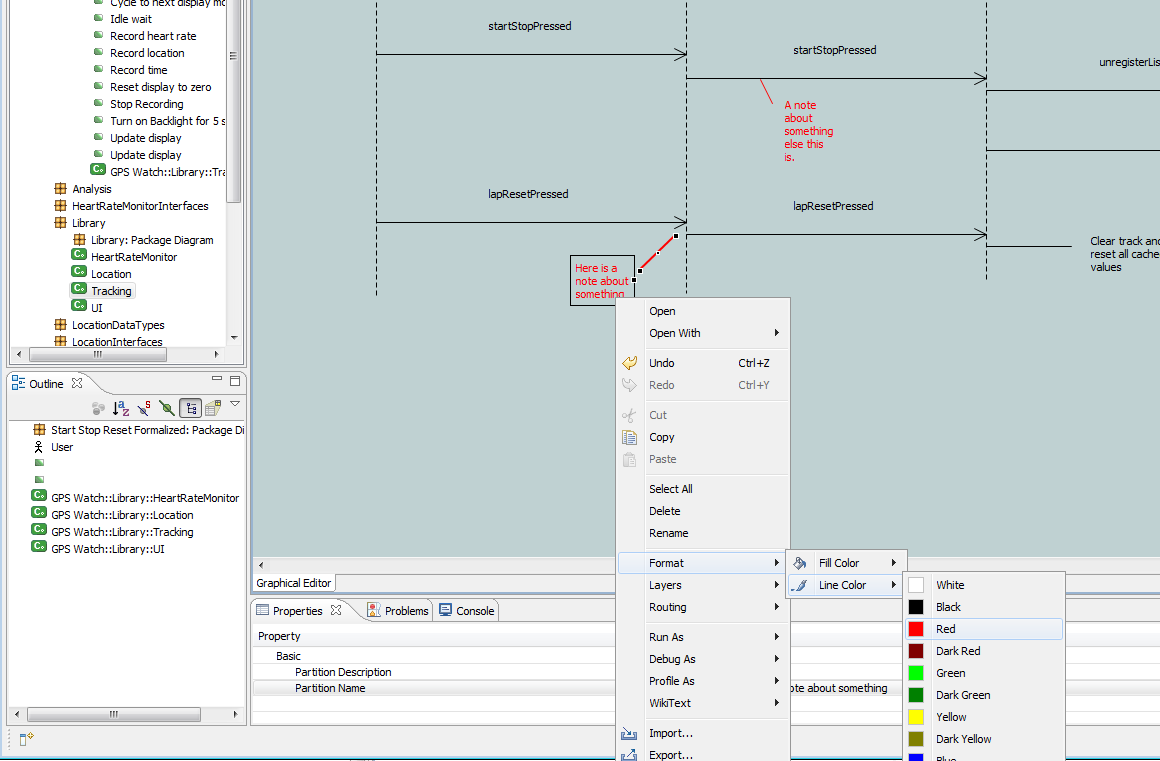 Cycle to next display mo
Idle wait
Record heart rate
Record location
Record time
Reset display to zero
Stop Recording
Turn on Backlight for 5 s
Update display
Update display
GPS Watch::Library::Tra
Analysis
HeartRateMonitorInterfaces
Library
Library: Package Diagram
HeartRateMonitor
Location
Tracking
UI
LocationDataTypes
LocationInterfaces
Outline
Start Stop Reset Formalized: Package Di
User
GPS Watch::Library::HeartRateMonitor
GPS Watch::Library::Location
GPS Watch::Library::Tracking
GPS Watch::Library::UI
startStopPressed
startStopPressed
unregisterLis
A note
about
something
else this
is.
lapResetPressed
lapResetPressed
Clear track and
reset all cache
values
Here is a
note about
something
Graphical Editor
Properties
Problems
Console
Property
Basic
Partition Description
Partition Name
ote about something
Open
Open With
Undo Ctrl+Z
Redo Ctrl+Y
Cut
Copy
Paste
Select All
Delete
Rename
Format
Layers
Routing
Run As
Debug As
Profile As
WikiText
Import...
Export...
Fill Color
Line Color
White
Black
Red
Dark Red
Green
Dark Green
Yellow
Dark Yellow
Blue